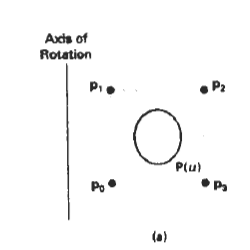 Axis of
Rotation
P₁
P₂
P(u)
P₀
P₃
(a)